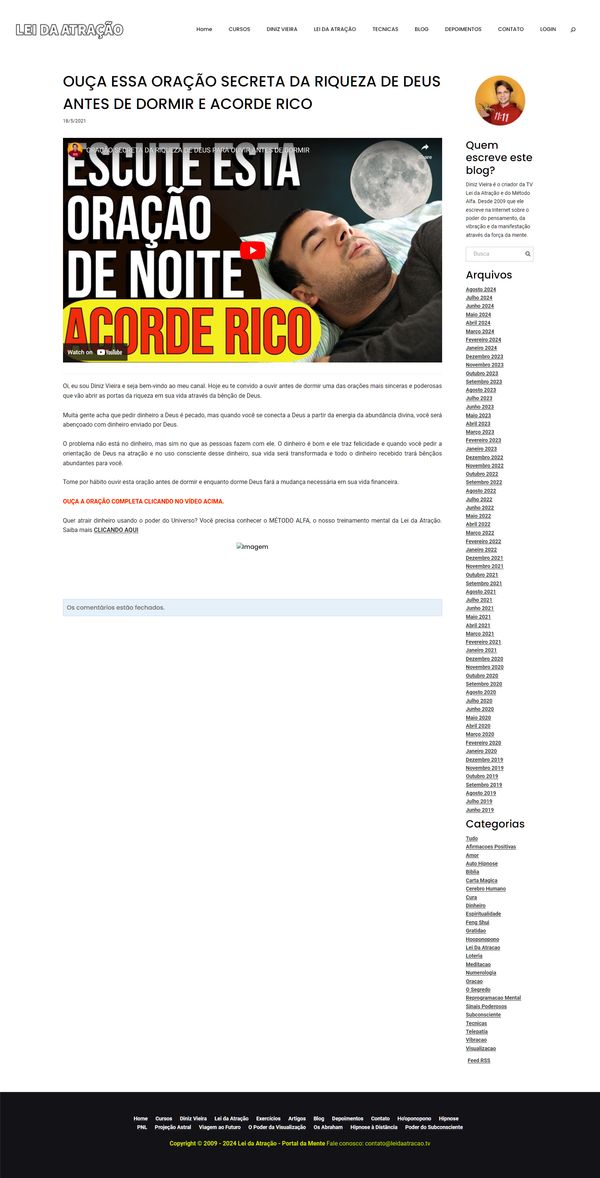 LEI DA ATRAÇÃO
Home CURSOS DINIZ VIEIRA LEI DA ATRAÇÃO TECNICAS BLOG DEPOIMENTOS CONTATO LOGIN
OUÇA ESSA ORAÇÃO SECRETA DA RIQUEZA DE DEUS
ANTES DE DORMIR E ACORDE RICO
18/5/2021
ORAÇÃO SECRETA DA RIQUEZA DE DEUS PARA OUVIR ANTES DE DORMIR
Share
ESCUTE ESTA
ORAÇÃO
DE NOITE
ACORDE RICO
Watch on YouTube
Oi, eu sou Diniz Vieira e seja bem-vindo ao meu canal. Hoje eu te convido a ouvir antes de dormir uma das orações mais sinceras e poderosas
que vão abrir as portas da riqueza em sua vida através da bênção de Deus.
Muita gente acha que pedir dinheiro a Deus é pecado, mas quando você se conecta a Deus a partir da energia da abundância divina, você será
abençoado com dinheiro enviado por Deus.
O problema não está no dinheiro, mas sim no que as pessoas fazem com ele. O dinheiro é bom e ele traz felicidade e quando você pedir a
orientação de Deus na atração e no uso consciente desse dinheiro, sua vida será transformada e todo o dinheiro recebido trará bênçãos
abundantes para você.
Tome por hábito ouvir esta oração antes de dormir e enquanto dorme Deus fará a mudança necessária em sua vida financeira.
OUÇA A ORAÇÃO COMPLETA CLICANDO NO VÍDEO ACIMA.
Quer atrair dinheiro usando o poder do Universo? Você precisa conhecer o MÉTODO ALFA, o nosso treinamento mental da Lei da Atração.
Saiba mais CLICANDO AQUI
Imagem
Os comentários estão fechados.
11:11
Quem
escreve este
blog?
Diniz Vieira é o criador da TV
Lei da Atração e do Método
Alfa. Desde 2009 que ele
escreve na Internet sobre o
poder do pensamento, da
vibração e da manifestação
através da força da mente.
Busca
Arquivos
Agosto 2024
Julho 2024
Junho 2024
Maio 2024
Abril 2024
Março 2024
Fevereiro 2024
Janeiro 2024
Dezembro 2023
Novembro 2023
Outubro 2023
Setembro 2023
Agosto 2023
Julho 2023
Junho 2023
Maio 2023
Abril 2023
Março 2023
Fevereiro 2023
Janeiro 2023
Dezembro 2022
Novembro 2022
Outubro 2022
Setembro 2022
Agosto 2022
Julho 2022
Junho 2022
Maio 2022
Abril 2022
Março 2022
Fevereiro 2022
Janeiro 2022
Dezembro 2021
Novembro 2021
Outubro 2021
Setembro 2021
Agosto 2021
Julho 2021
Junho 2021
Maio 2021
Abril 2021
Março 2021
Fevereiro 2021
Janeiro 2021
Dezembro 2020
Novembro 2020
Outubro 2020
Setembro 2020
Agosto 2020
Julho 2020
Junho 2020
Maio 2020
Abril 2020
Março 2020
Fevereiro 2020
Janeiro 2020
Dezembro 2019
Novembro 2019
Outubro 2019
Setembro 2019
Agosto 2019
Julho 2019
Junho 2019
Categorias
Tudo
Afirmacoes Positivas
Amor
Auto Hipnose
Biblia
Carta Magica
Cerebro Humano
Cura
Dinheiro
Espiritualidade
Feng Shui
Gratidao
Hooponopono
Lei Da Atracao
Loteria
Meditacao
Numerologia
Oracao
O Segredo
Reprogramacao Mental
Sinais Poderosos
Subconsciente
Tecnicas
Telepatia
Vibracao
Visualizacao
Feed RSS
Home Cursos Diniz Vieira Lei da Atração Exercícios Artigos Blog Depoimentos Contato Ho'oponopono Hipnose
PNL Projeção Astral Viagem ao Futuro O Poder da Visualização Os Abraham Hipnose à Distância Poder do Subconsciente
Copyright © 2009 - 2024 Lei da Atração - Portal da Mente Fale conosco: contato@leidaatracao.tv